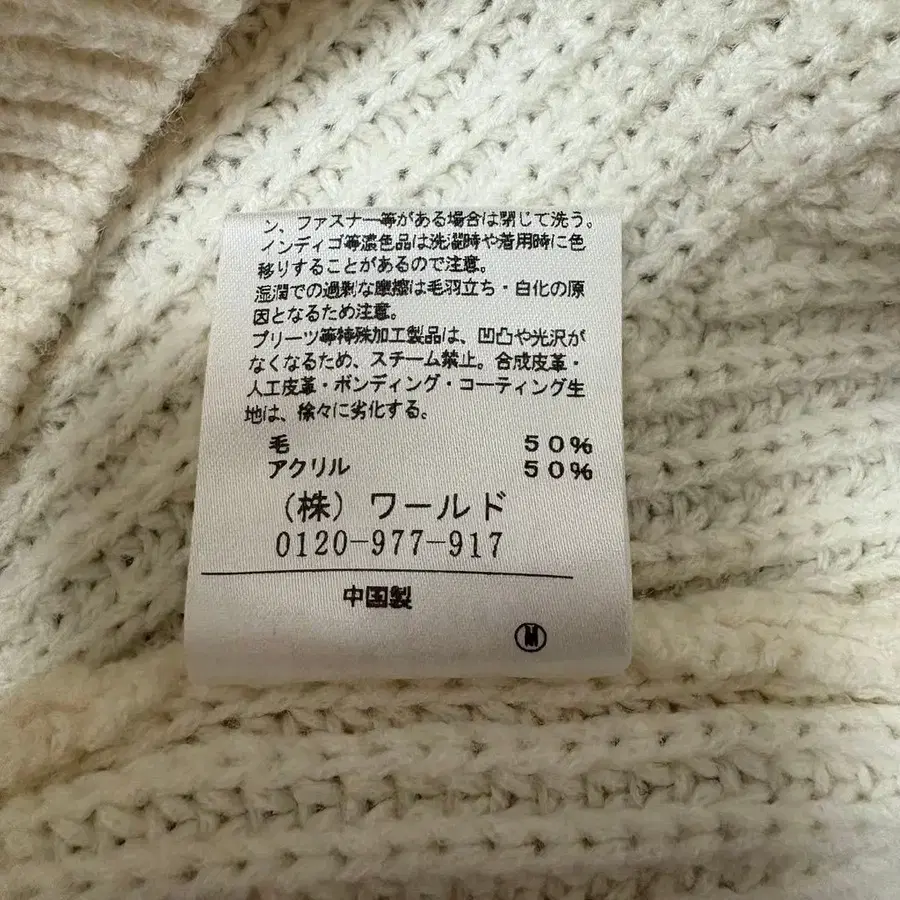 ン、ファスナー等がある場合は閉じて洗う。
インディゴ等濃色品は洗濯時や着用時に色
移りすることがあるので注意。
湿潤での過剰な摩擦は毛羽立ち・白化の原
因となるため注意。
プリーツ等特殊加工製品は、凹凸や光沢が
なくなるため、スチーム禁止。合成皮革・
人工皮革・ボンディング・コーティング生
地は、徐々に劣化する。
毛 50%
アクリル 50%
(株)ワールド
0120-977-917
中国製
M